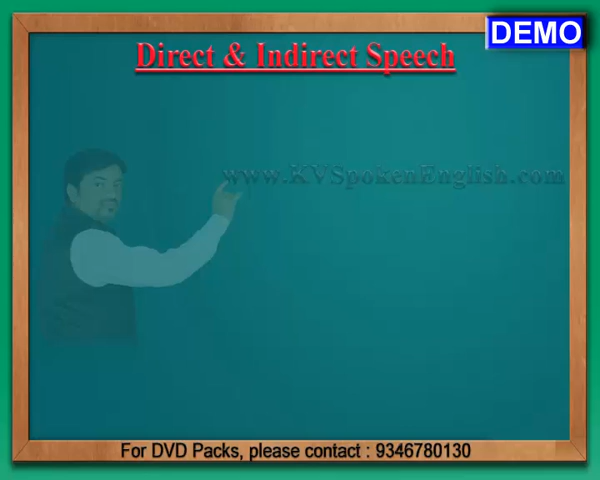 DEMO
Direct & Indirect Speech
www.KVSpokenEnglish.com
For DVD Packs, please contact : 9346780130